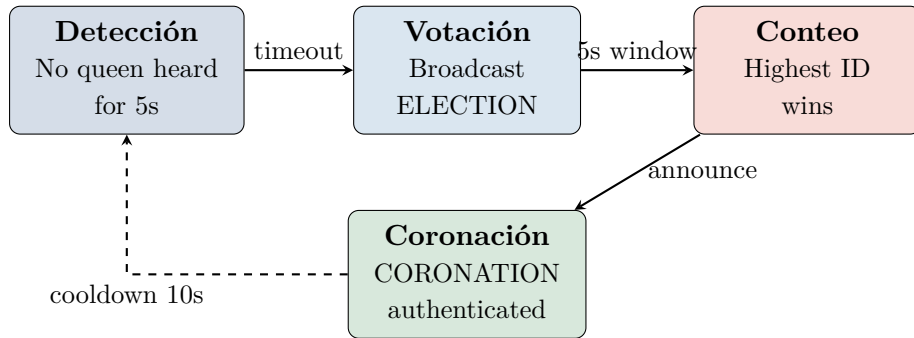 Detección
No queen heard
for 5s
timeout
Votación
Broadcast
ELECTION
5s window
Conteo
Highest ID
wins
announce
Coronación
CORONATION
authenticated
cooldown 10s